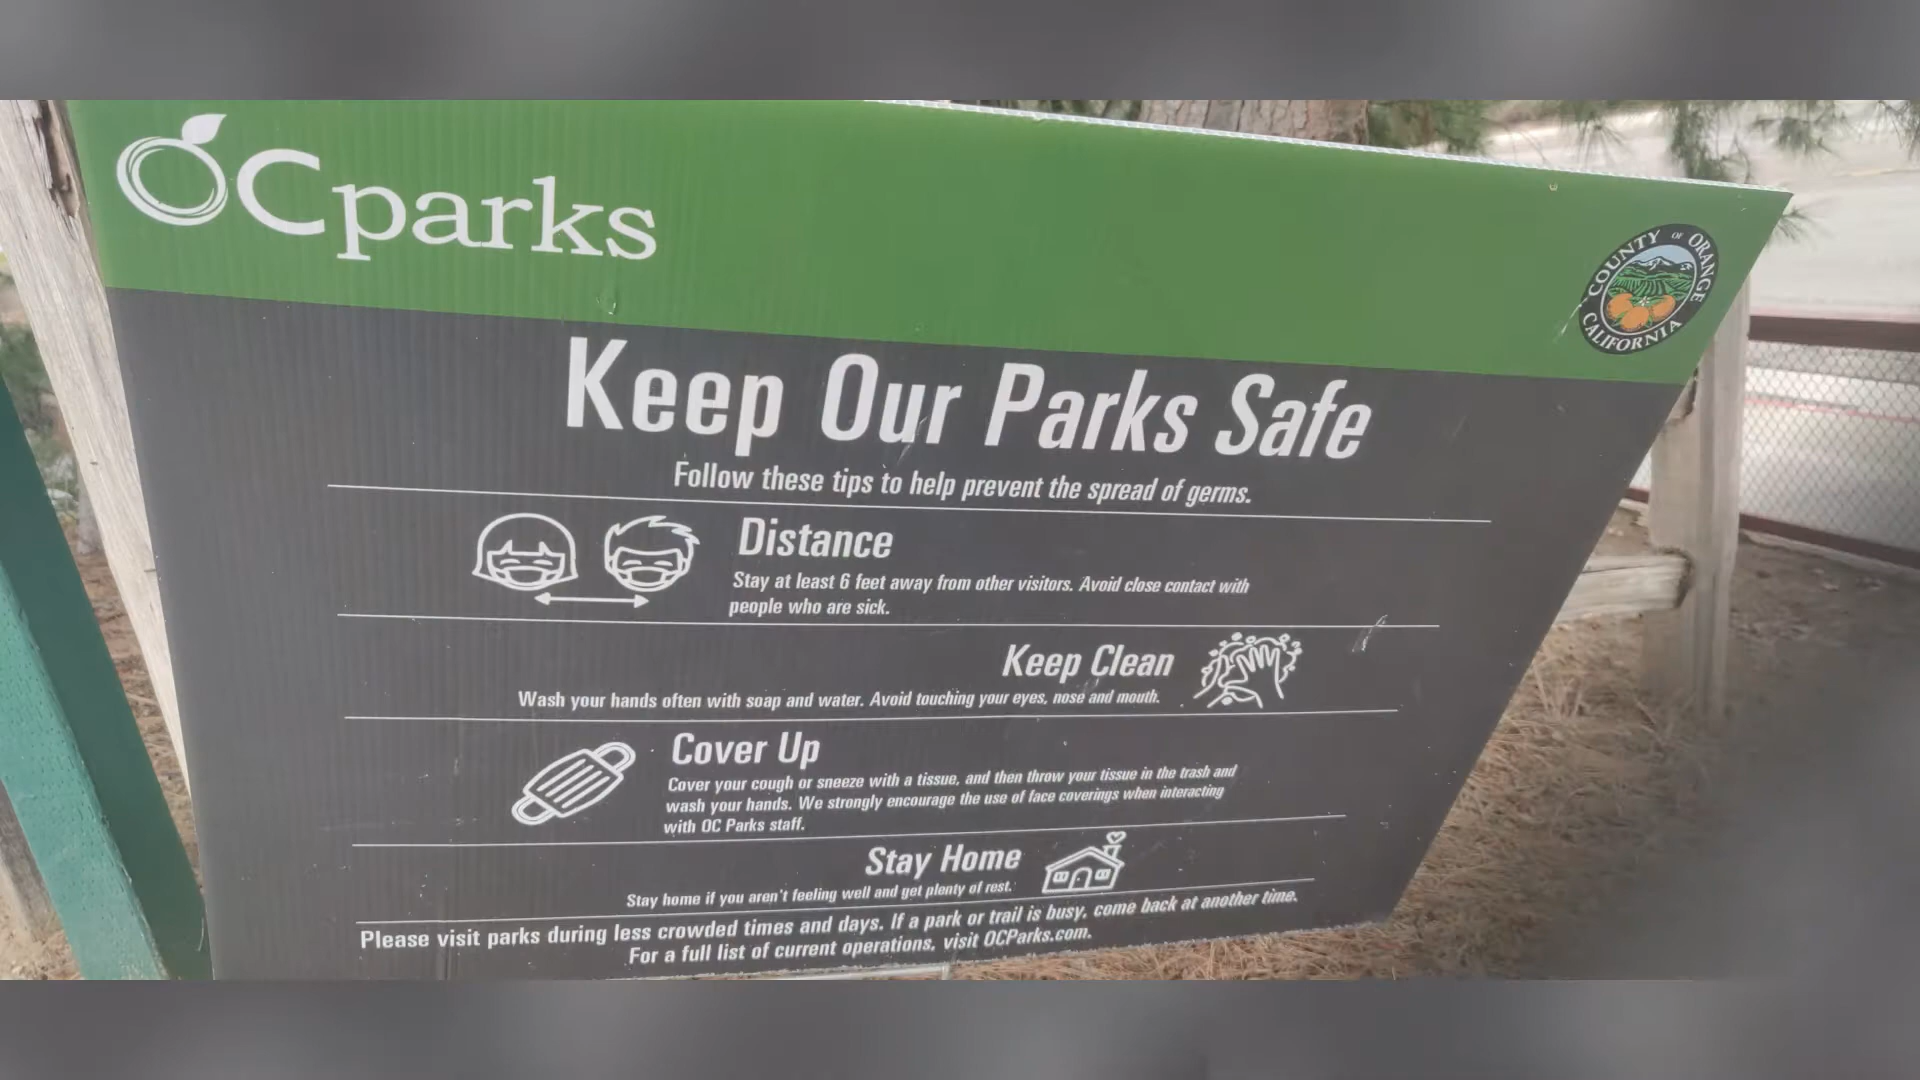 OCparks
COUNTY OF ORANGE
CALIFORNIA
Keep Our Parks Safe
Follow these tips to help prevent the spread of germs.
Distance
Stay at least 6 feet away from other visitors. Avoid close contact with
people who are sick.
Keep Clean
Wash your hands often with soap and water. Avoid touching your eyes, nose and mouth.
Cover Up
Cover your cough or sneeze with a tissue, and then throw your tissue in the trash and
wash your hands. We strongly encourage the use of face coverings when interacting
with OC Parks staff.
Stay Home
Stay home if you aren't feeling well and get plenty of rest.
Please visit parks during less crowded times and days. If a park or trail is busy, come back at another time.
For a full list of current operations, visit OCParks.com.